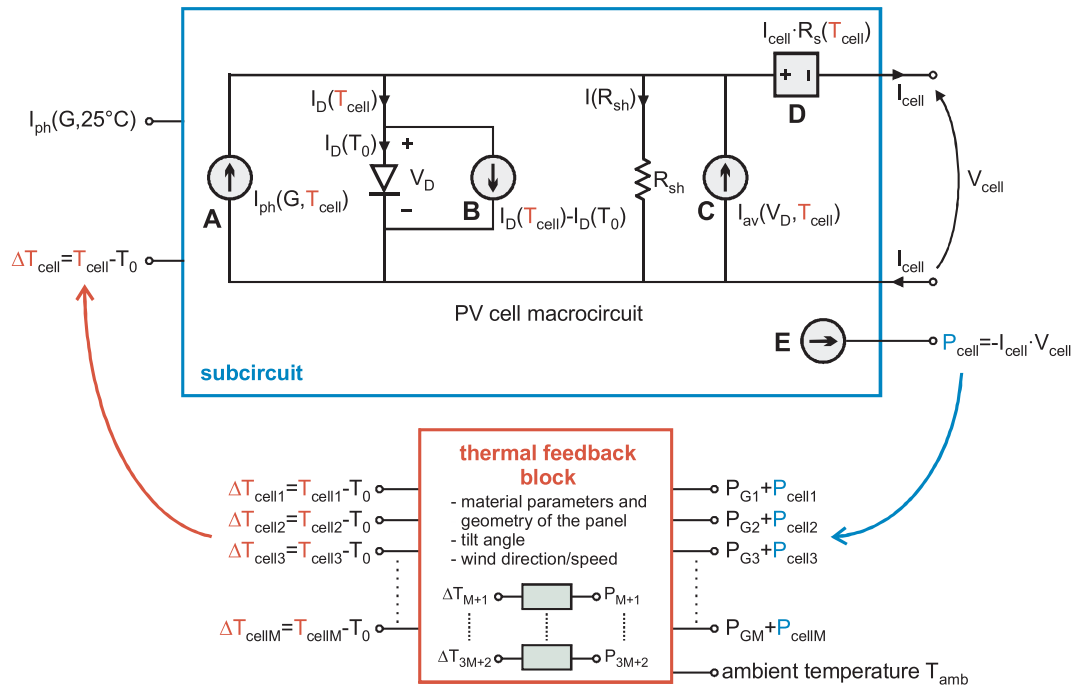 I_cell·R_s(T_cell)
+ I
D
I_D(T_cell)
I(R_sh)
I_cell
I_ph(G,25°C)
I_D(T_0)
+
V_D
−
R_sh
V_cell
A
I_ph(G,T_cell)
B
I_D(T_cell)-I_D(T_0)
C
I_av(V_D,T_cell)
ΔT_cell=T_cell-T_0
I_cell
PV cell macrocircuit
E
P_cell=-I_cell·V_cell
subcircuit
thermal feedback
block
- material parameters and
geometry of the panel
- tilt angle
- wind direction/speed
ΔT_cell1=T_cell1-T_0
ΔT_cell2=T_cell2-T_0
ΔT_cell3=T_cell3-T_0
ΔT_cellM=T_cellM-T_0
ΔT_M+1
P_M+1
ΔT_3M+2
P_3M+2
P_G1+P_cell1
P_G2+P_cell2
P_G3+P_cell3
P_GM+P_cellM
ambient temperature T_amb